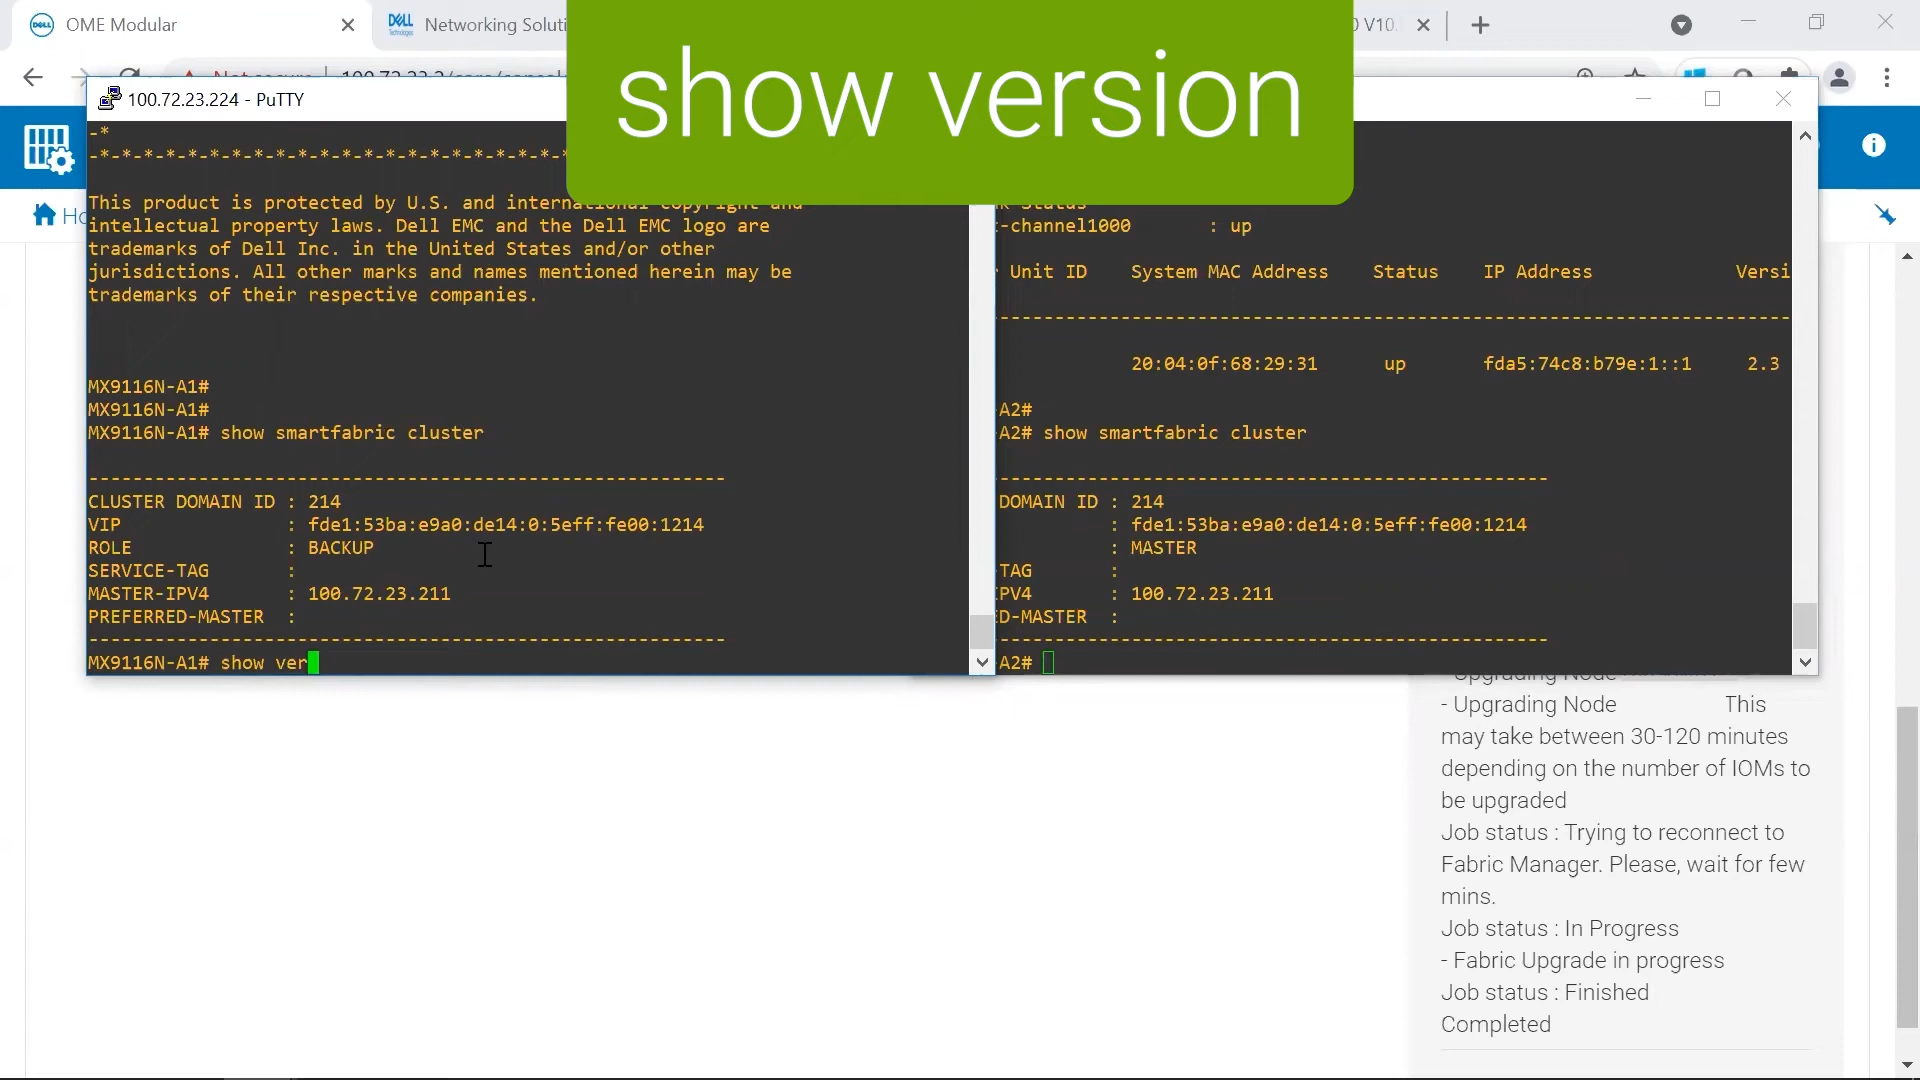 OME Modular
DELL Technologies
Networking Soluti
V10.
show version
100.72.23.224 - PuTTY
-*
-*-*-*-*-*-*-*-*-*-*-*-*-*-*-*-*-*-*-*-*-*
This product is protected by U.S. and international copyright and
intellectual property laws. Dell EMC and the Dell EMC logo are
trademarks of Dell Inc. in the United States and/or other
jurisdictions. All other marks and names mentioned herein may be
trademarks of their respective companies.
MX9116N-A1#
MX9116N-A1#
MX9116N-A1# show smartfabric cluster
----------------------------------------------------------
CLUSTER DOMAIN ID : 214
VIP : fde1:53ba:e9a0:de14:0:5eff:fe00:1214
ROLE : BACKUP
SERVICE-TAG :
MASTER-IPV4 : 100.72.23.211
PREFERRED-MASTER :
----------------------------------------------------------
MX9116N-A1# show ver
Status
-channel1000 : up
Unit ID System MAC Address Status IP Address Versi
------------------------------------------------------------------------
20:04:0f:68:29:31 up fda5:74c8:b79e:1::1 2.3
A2#
A2# show smartfabric cluster
--------------------------------------------------
DOMAIN ID : 214
: fde1:53ba:e9a0:de14:0:5eff:fe00:1214
: MASTER
TAG :
PV4 : 100.72.23.211
D-MASTER :
--------------------------------------------------
A2#
- Upgrading Node
- Upgrading Node This
may take between 30-120 minutes
depending on the number of IOMs to
be upgraded
Job status : Trying to reconnect to
Fabric Manager. Please, wait for few
mins.
Job status : In Progress
- Fabric Upgrade in progress
Job status : Finished
Completed